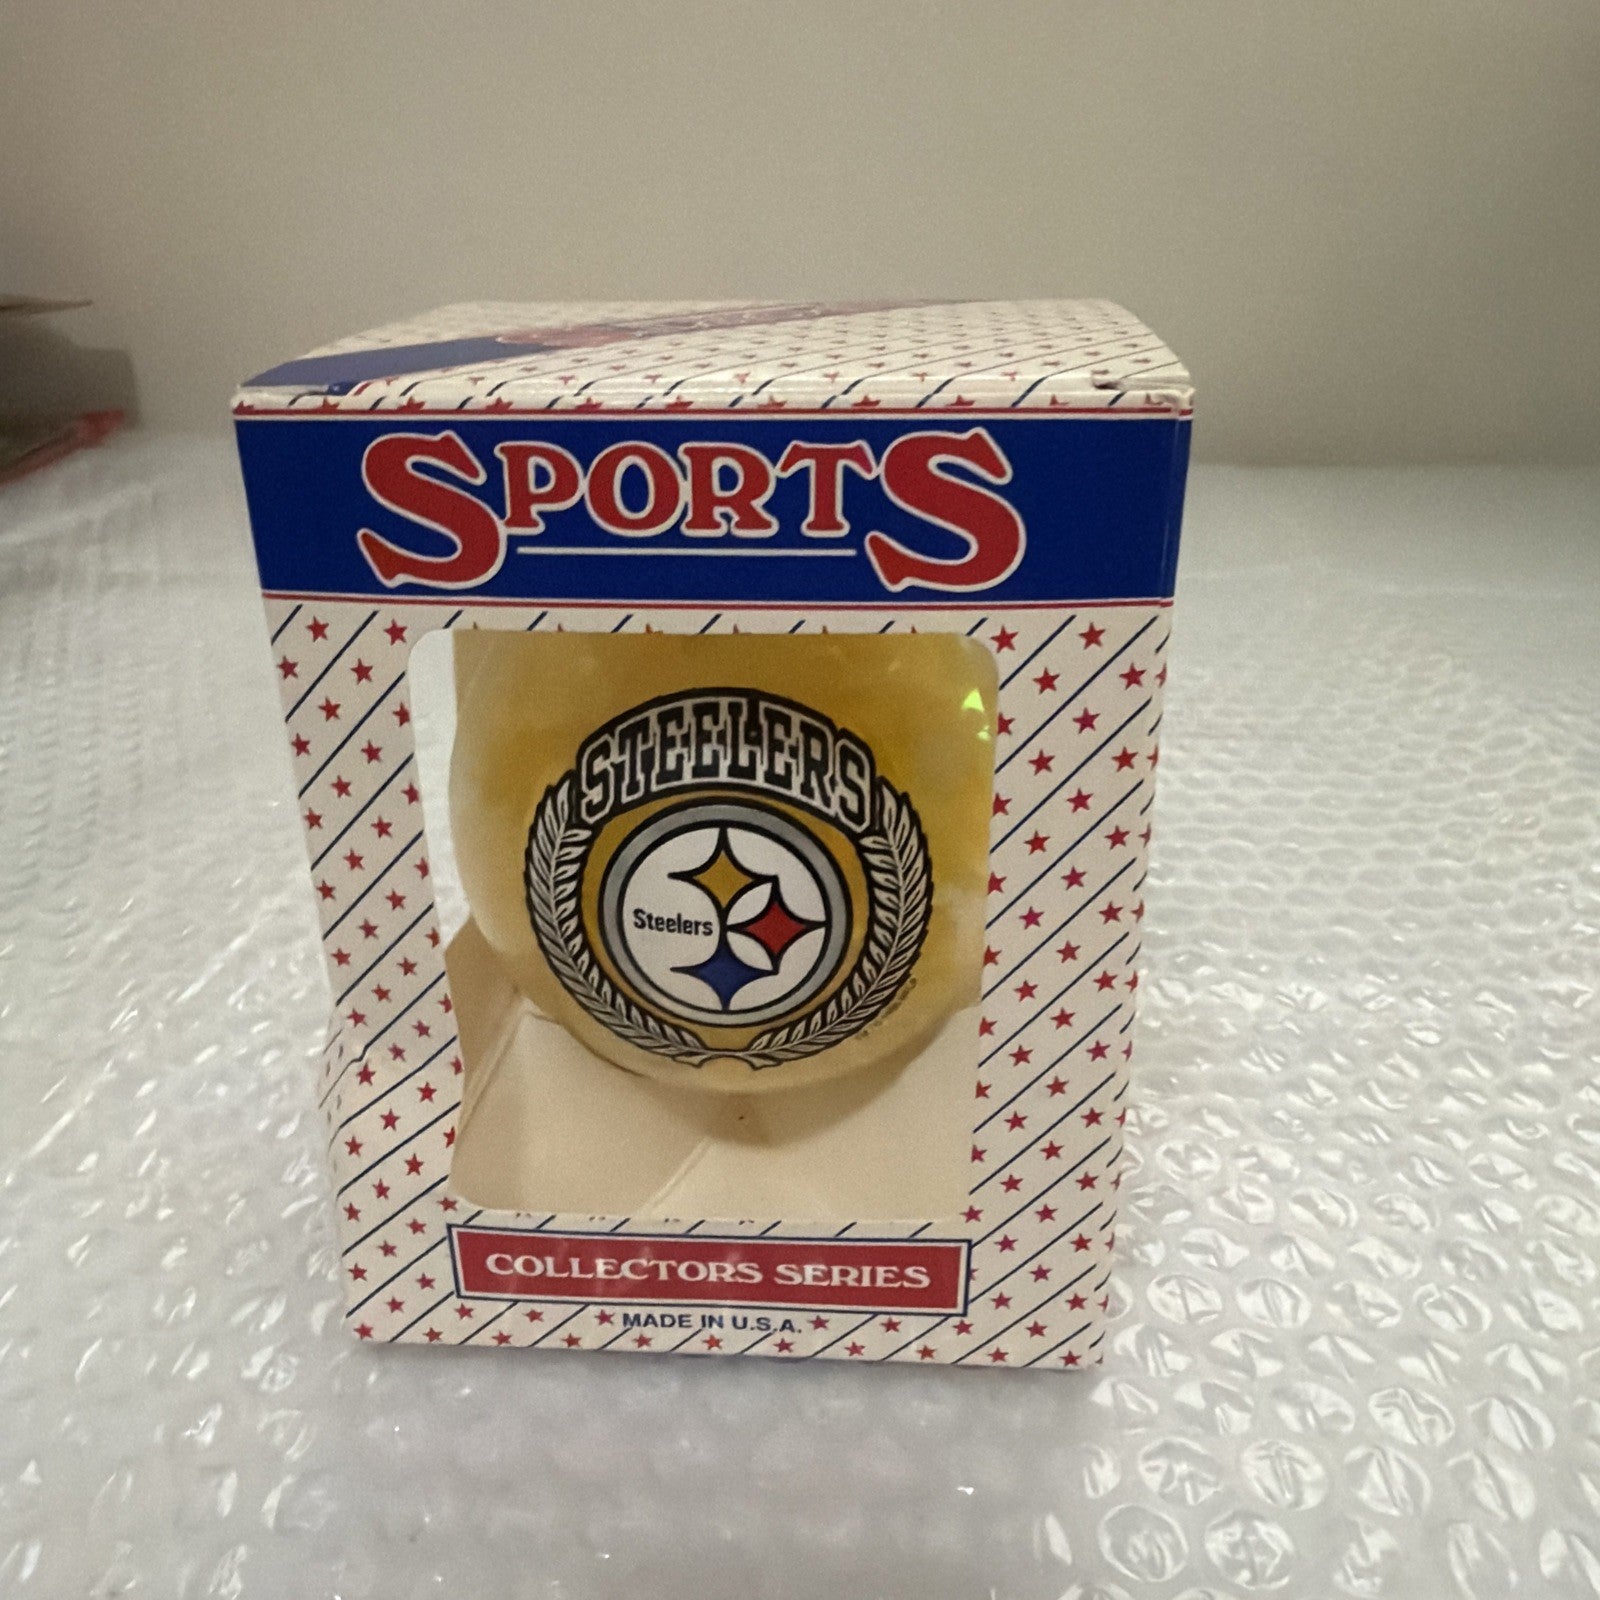 SPORTS
STEELERS
Steelers
COLLECTORS SERIES
MADE IN U.S.A.